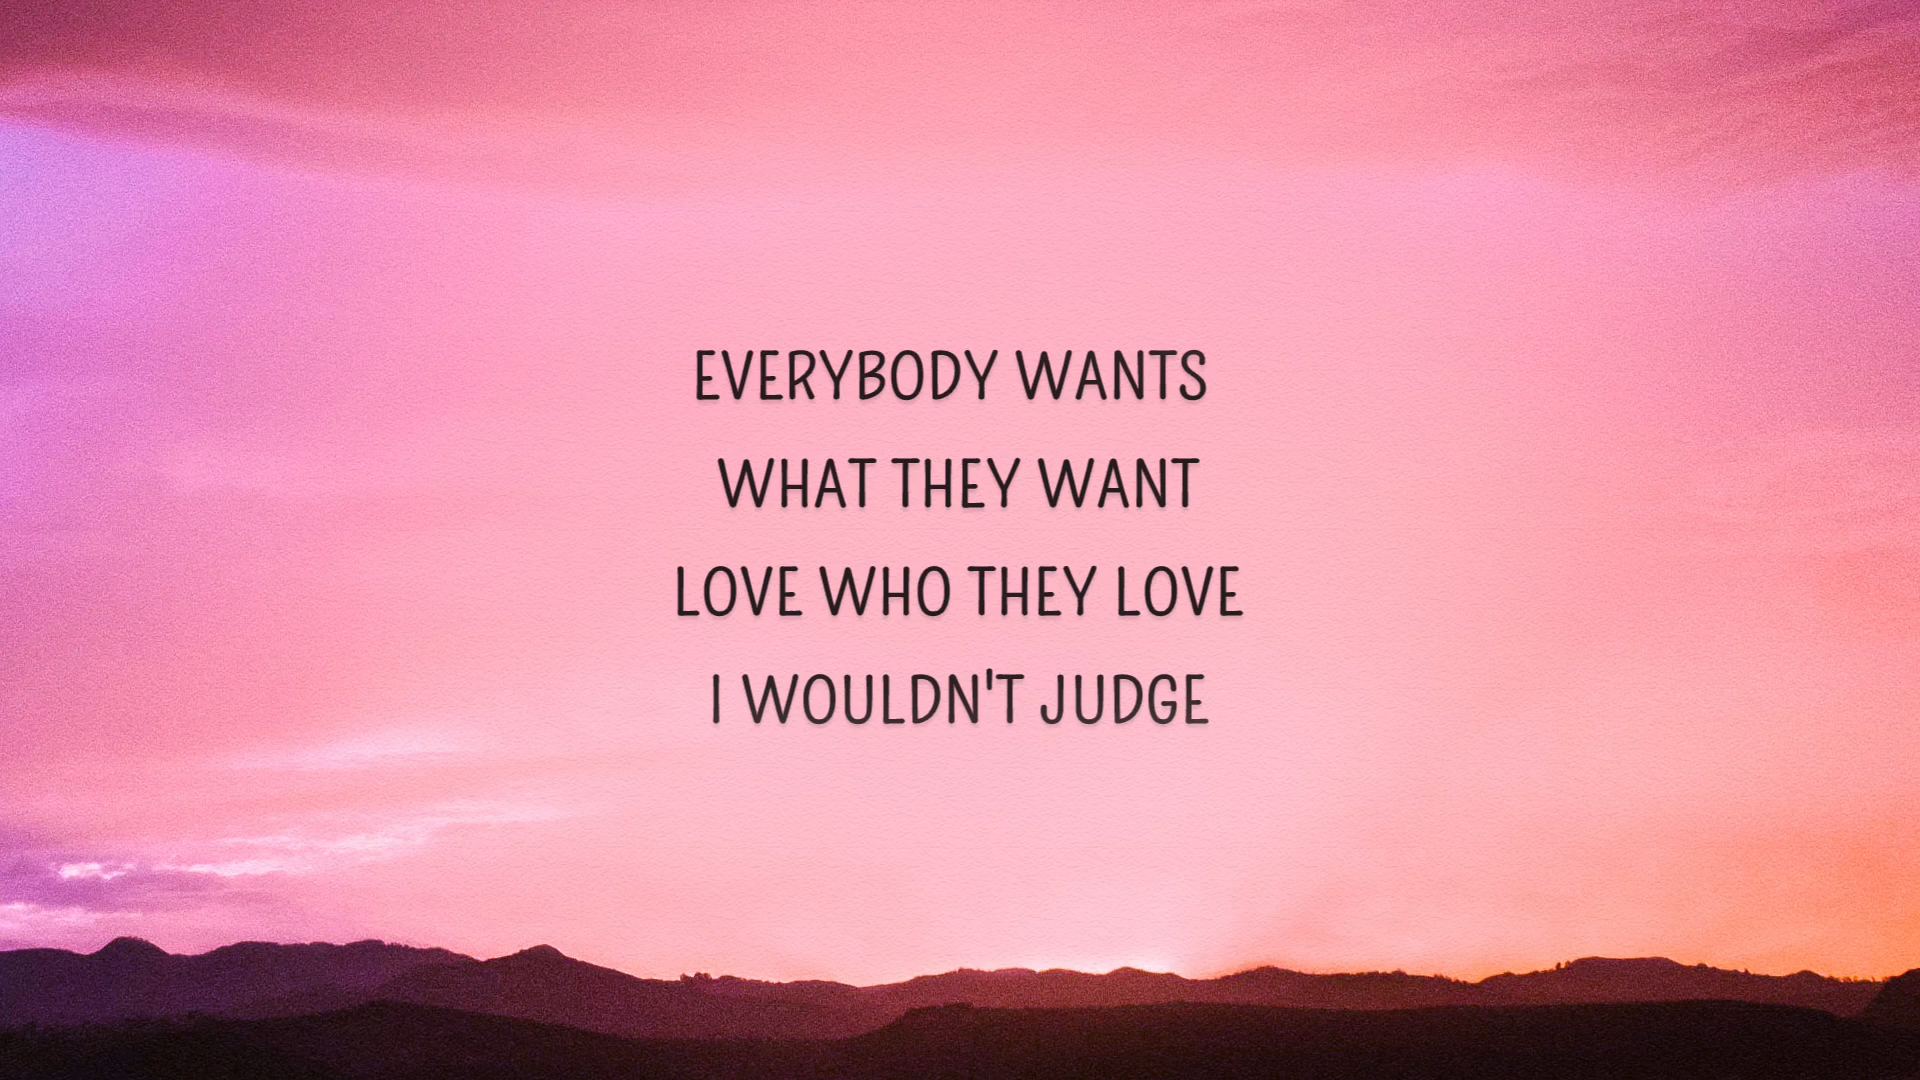 EVERYBODY WANTS
WHAT THEY WANT
LOVE WHO THEY LOVE
I WOULDN'T JUDGE